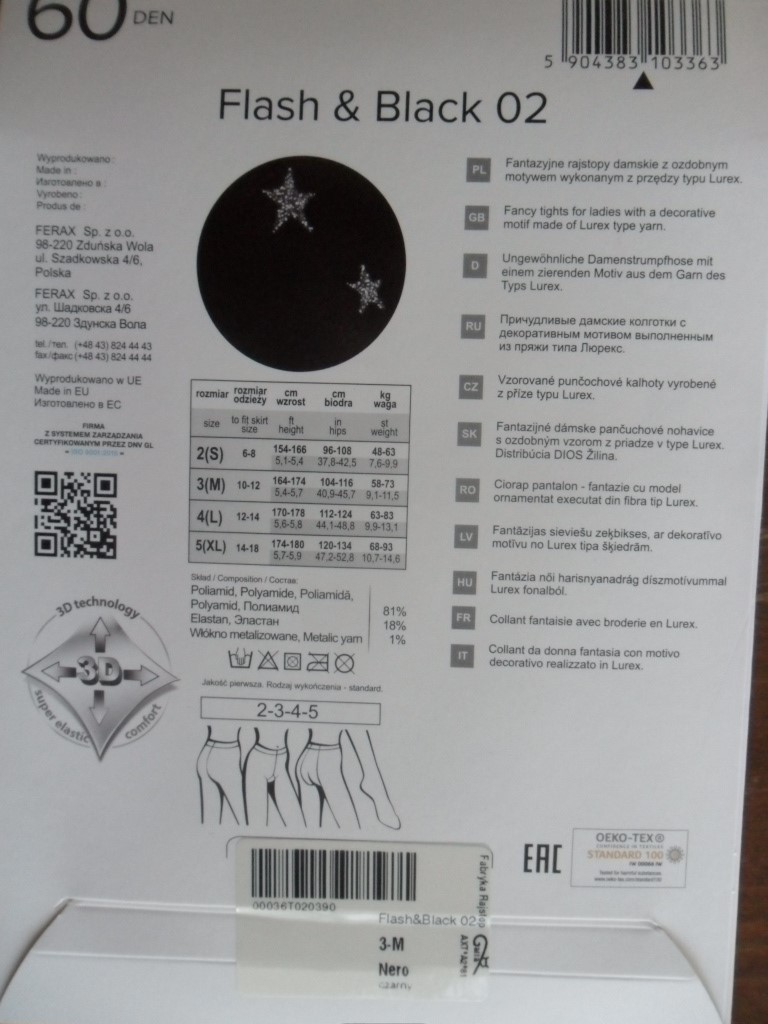 60 DEN
5 904383 103363
Flash & Black 02
Wyprodukowano :
Made in :
Изготовлено в :
Vyrobeno :
Produs de :
FERAX Sp. z o.o.
98-220 Zduńska Wola
ul. Szadkowska 4/6,
Polska
FERAX Sp. z o.o.
ул. Шадковска 4/6
98-220 Здунска Воля
tel./тел. (+48 43) 824 44 43
fax/факс (+48 43) 824 44 44
Wyprodukowano w UE
Made in EU
Изготовлено в ЕС
FIRMA
Z SYSTEMEM ZARZĄDZANIA
CERTYFIKOWANYM PRZEZ DNV GL
3D technology
3D
super elastic comfort
rozmiar rozmiar odzieży cm wzrost cm biodra kg waga
size to fit skirt size ft height in hips st weight
2(S) 6-8 154-166 96-108 48-63
5,1-5,4 37,8-42,5 7,6-9,9
3(M) 10-12 164-174 104-116 58-73
5,4-5,7 40,9-45,7 9,1-11,5
4(L) 12-14 170-178 112-124 63-83
5,6-5,8 44,1-48,8 9,9-13,1
5(XL) 14-18 174-180 120-134 68-93
5,7-5,9 47,2-52,8 10,7-14,6
Skład / Composition / Состав:
Poliamid, Polyamide, Poliamidă,
Polyamid, Полиамид 81%
Elastan, Эластан 18%
Włókno metalizowane, Metalic yarn 1%
Jakość pierwsza. Rodzaj wykończenia - standard.
2-3-4-5
PL Fantazyjne rajstopy damskie z ozdobnym
motywem wykonanym z przędzy typu Lurex.
GB Fancy tights for ladies with a decorative
motif made of Lurex type yarn.
D Ungewöhnliche Damenstrumpfhose mit
einem zierenden Motiv aus dem Garn des
Typs Lurex.
RU Причудливые дамские колготки с
декоративным мотивом выполненным
из пряжи типа Люрекс.
CZ Vzorované punčochové kalhoty vyrobené
z příze typu Lurex.
SK Fantazijné dámske pančuchové nohavice
s ozdobným vzorom z priadze v type Lurex.
Distribúcia DIOS Žilina.
RO Ciorap pantalon - fantazie cu model
ornamentat executat din fibra tip Lurex.
LV Fantāzijas sieviešu zeķbikses, ar dekoratīvo
motīvu no Lurex tipa šķiedrām.
HU Fantázia női harisnyanadrág díszmotívummal
Lurex fonalból.
FR Collant fantaisie avec broderie en Lurex.
IT Collant da donna fantasia con motivo
decorativo realizzato in Lurex.
EAC
OEKO-TEX®
CONFIDENCE IN TEXTILES
STANDARD 100
00036T020390
Flash&Black 02
3-M
Nero
czarny
Fabryka Rajstop
Gatta